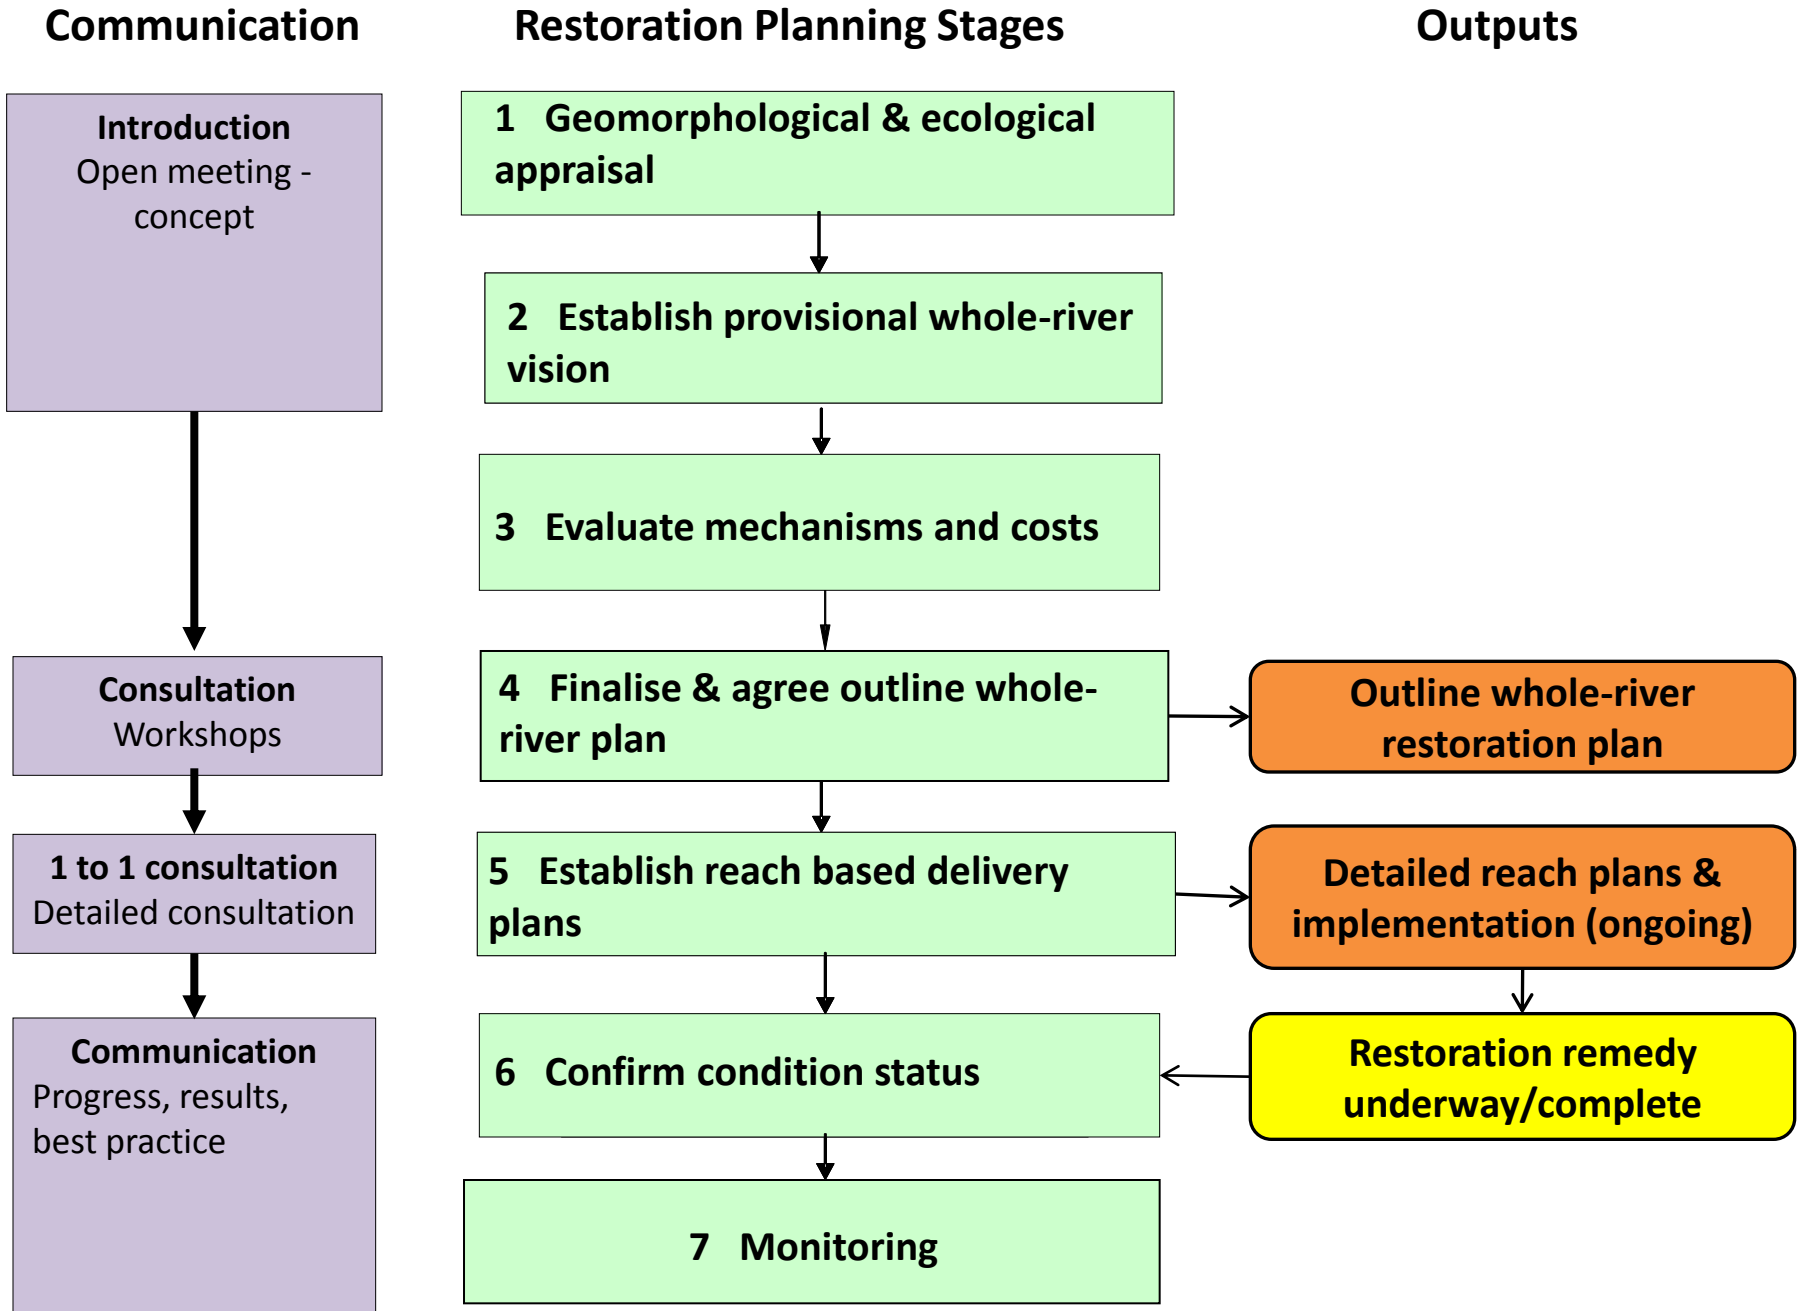 Communication
Restoration Planning Stages
Outputs
Introduction
Open meeting -
concept
Consultation
Workshops
1 to 1 consultation
Detailed consultation
Communication
Progress, results,
best practice
1 Geomorphological & ecological
appraisal
2 Establish provisional whole-river
vision
3 Evaluate mechanisms and costs
4 Finalise & agree outline whole-
river plan
5 Establish reach based delivery
plans
6 Confirm condition status
7 Monitoring
Outline whole-river
restoration plan
Detailed reach plans &
implementation (ongoing)
Restoration remedy
underway/complete